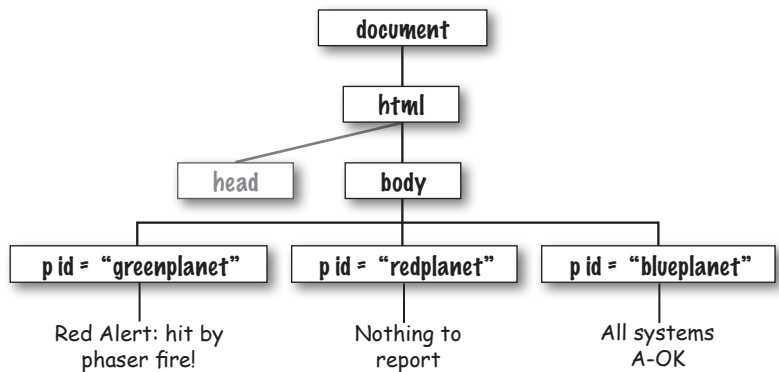 document
html
head
body
p id = “greenplanet”
p id = “redplanet”
p id = “blueplanet”
Red Alert: hit by
phaser fire!
Nothing to
report
All systems
A-OK